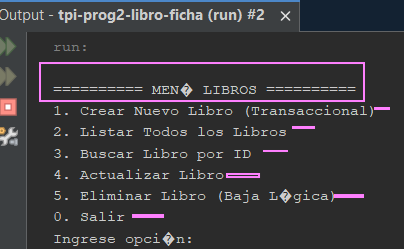 Output - tpi-prog2-libro-ficha (run) #2 ×
run:
========== MEN� LIBROS ==========
1. Crear Nuevo Libro (Transaccional)
2. Listar Todos los Libros
3. Buscar Libro por ID
4. Actualizar Libro
5. Eliminar Libro (Baja L�gica)
0. Salir
Ingrese opci�n: